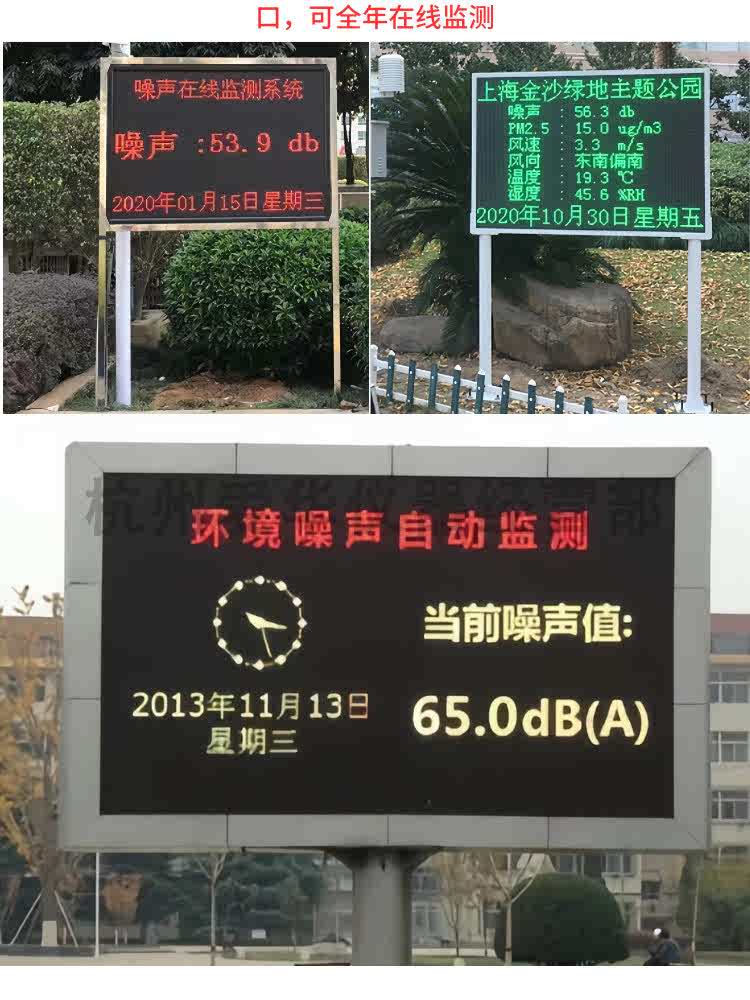 口，可全年在线监测
噪声在线监测系统
噪声 :53.9 db
2020年01月15日星期三
上海金沙绿地主题公园
噪声 : 56.3 db
PM2.5 : 15.0 ug/m3
风速 : 3.3 m/s
风向 : 东南偏南
温度 : 19.3 ℃
湿度 : 45.6 %RH
2020年10月30日星期五
环境噪声自动监测
当前噪声值:
2013年11月13日
星期三
65.0dB(A)